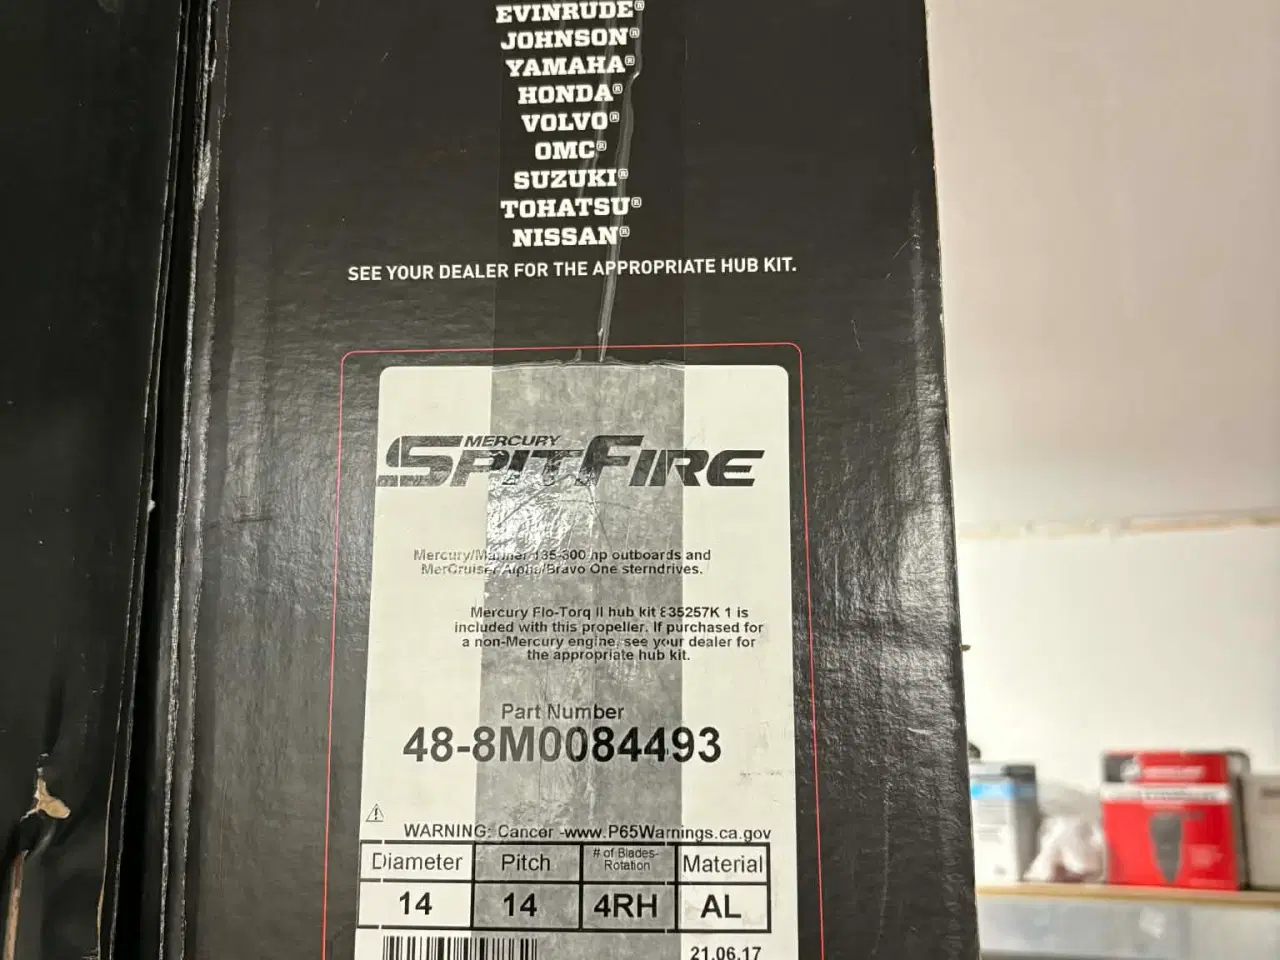 EVINRUDE®
JOHNSON®
YAMAHA®
HONDA®
VOLVO®
OMC®
SUZUKI®
TOHATSU®
NISSAN®
SEE YOUR DEALER FOR THE APPROPRIATE HUB KIT.
MERCURY
SPITFIRE
Mercury/Mariner 135-300 hp outboards and
MerCruiser Alpha/Bravo One sterndrives.
Mercury Flo-Torq II hub kit 835257K 1 is
included with this propeller. If purchased for
a non-Mercury engine, see your dealer for
the appropriate hub kit.
Part Number
48-8M0084493
WARNING: Cancer -www.P65Warnings.ca.gov
Diameter Pitch # of Blades- Rotation Material
14 14 4RH AL
21.06.17